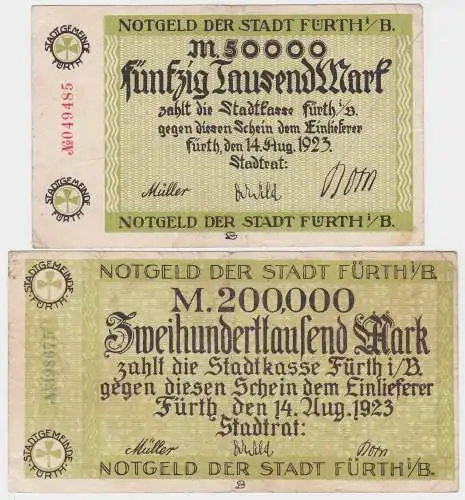 NOTGELD DER STADT FÜRTH i/B.
M. 50000
fünfzig Tausend Mark
zahlt die Stadtkasse Fürth i/B.
gegen diesen Schein dem Einlieferer
Fürth, den 14. Aug. 1923.
Stadtrat:
Müller
Born
NOTGELD DER STADT FÜRTH i/B.
STADTGEMEINDE FÜRTH
№ 049485
STADTGEMEINDE FÜRTH
NOTGELD DER STADT FÜRTH i/B.
M. 200,000
Zweihunderttausend Mark
zahlt die Stadtkasse Fürth i/B.
gegen diesen Schein dem Einlieferer
Fürth, den 14. Aug. 1923
Stadtrat:
Müller
Born
NOTGELD DER STADT FÜRTH i/B.
STADTGEMEINDE FÜRTH
STADTGEMEINDE FÜRTH